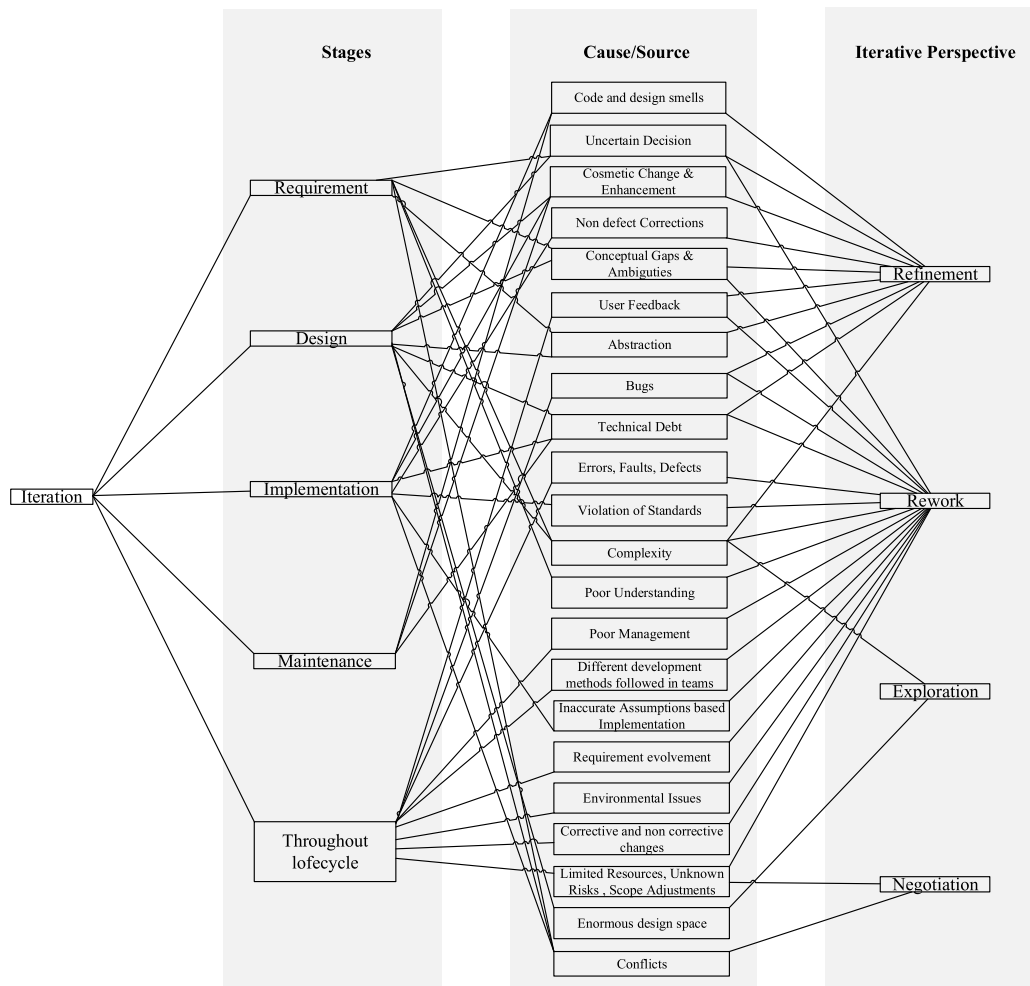 Stages
Cause/Source
Iterative Perspective
Iteration
Requirement
Design
Implementation
Maintenance
Throughout
lofecycle
Code and design smells
Uncertain Decision
Cosmetic Change &
Enhancement
Non defect Corrections
Conceptual Gaps &
Ambiguties
User Feedback
Abstraction
Bugs
Technical Debt
Errors, Faults, Defects
Violation of Standards
Complexity
Poor Understanding
Poor Management
Different development
methods followed in teams
Inaccurate Assumptions based
Implementation
Requirement evolvement
Environmental Issues
Corrective and non corrective
changes
Limited Resources, Unknown
Risks , Scope Adjustments
Enormous design space
Conflicts
Refinement
Rework
Exploration
Negotiation